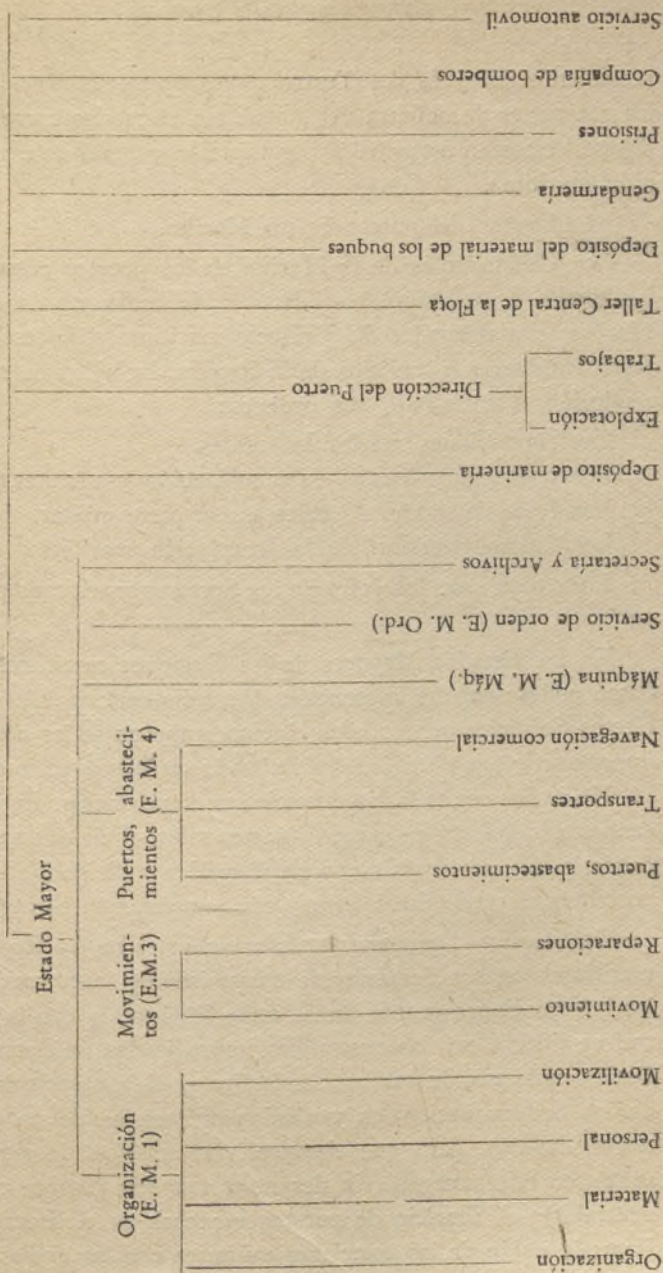 Estado Mayor
Organización
(E. M. 1)
Organización
Material
Personal
Movilización
Movimien-
tos (E.M.3)
Movimiento
Reparaciones
Puertos, abasteci-
mientos (E. M. 4)
Puertos, abastecimientos
Transportes
Navegación comercial
Máquina (E. M. Máq.)
Servicio de orden (E. M. Ord.)
Secretaría y Archivos
Depósito de marinería
Dirección del Puerto
Explotación
Trabajos
Taller Central de la Flota
Depósito del material de los buques
Gendarmería
Prisiones
Compañía de bomberos
Servicio automovil